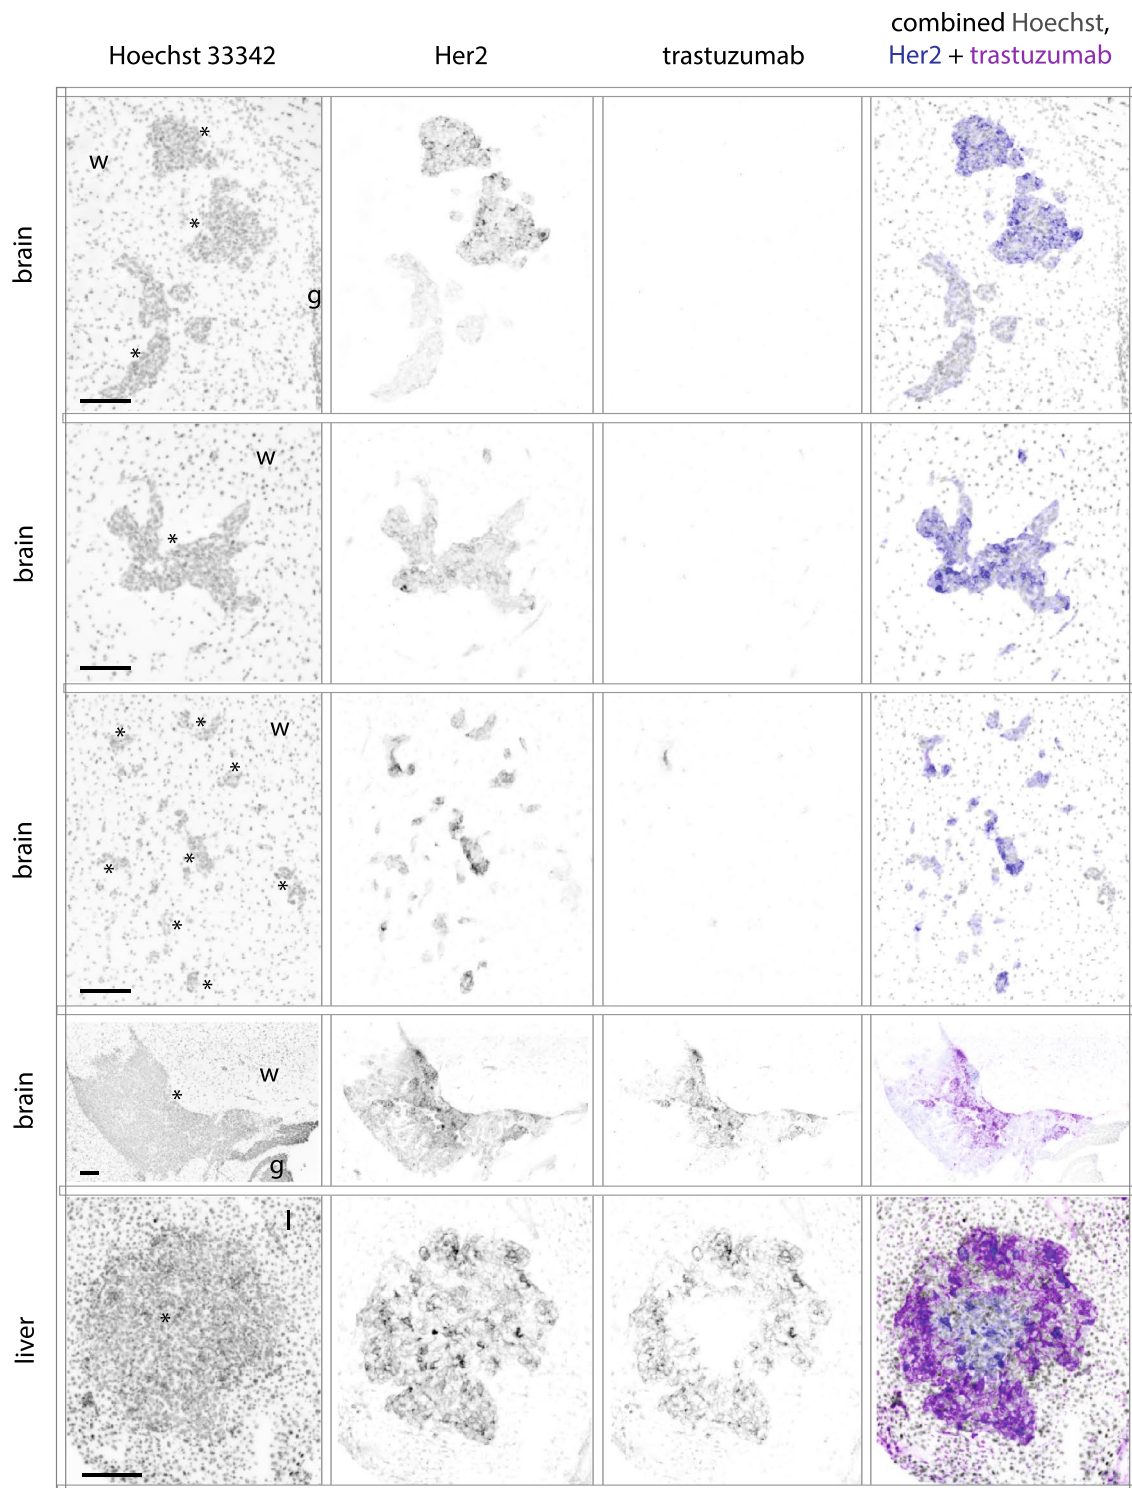 combined Hoechst,
Hoechst 33342 Her2 trastuzumab Her2 + trastuzumab
brain
*
w
*
g
*
brain
w
*
brain
* * w
*
* * *
*
*
brain
w
*
g
liver
l
*